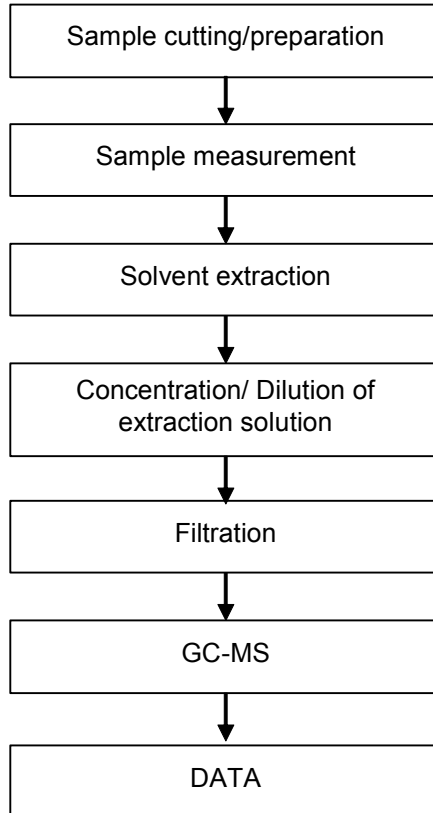 Sample cutting/preparation
Sample measurement
Solvent extraction
Concentration/ Dilution of
extraction solution
Filtration
GC-MS
DATA